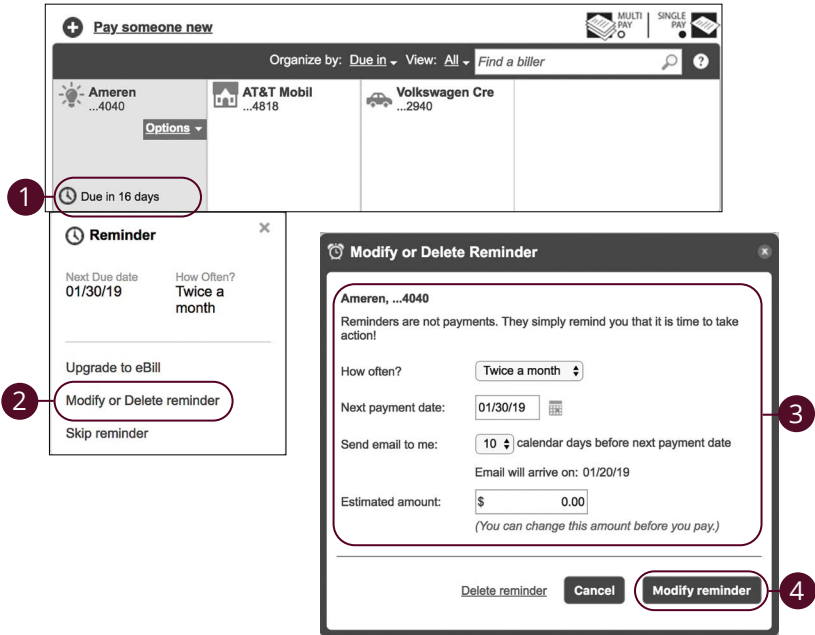 Pay someone new
MULTI
PAY
SINGLE
PAY
Organize by: Due in View: All Find a biller ?
Ameren
...4040
Options
AT&T Mobil
...4818
Volkswagen Cre
...2940
1
Due in 16 days
Reminder ×
Next Due date
01/30/19
How Often?
Twice a
month
Upgrade to eBill
2
Modify or Delete reminder
Skip reminder
Modify or Delete Reminder ×
Ameren, ...4040
Reminders are not payments. They simply remind you that it is time to take
action!
How often? Twice a month
Next payment date: 01/30/19
3
Send email to me: 10 calendar days before next payment date
Email will arrive on: 01/20/19
Estimated amount: $ 0.00
(You can change this amount before you pay.)
Delete reminder Cancel Modify reminder
4